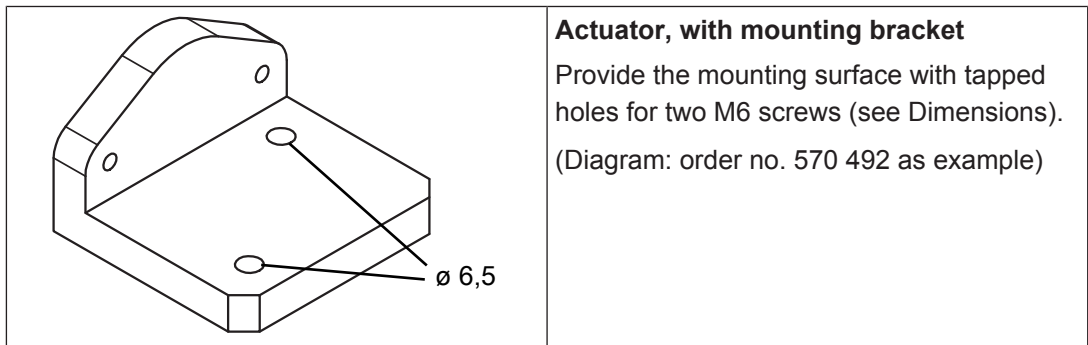 ø 6,5
Actuator, with mounting bracket
Provide the mounting surface with tapped
holes for two M6 screws (see Dimensions).
(Diagram: order no. 570 492 as example)